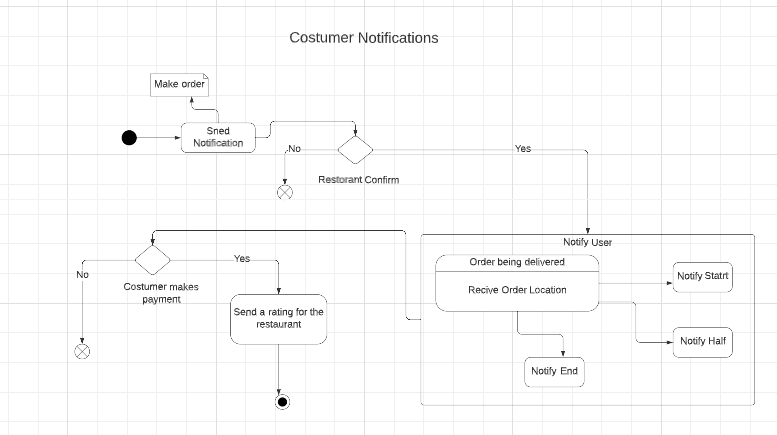 Costumer Notifications
Make order
Sned
Notification
No
Yes
Restorant Confirm
Notify User
Order being delivered
Recive Order Location
Notify Statrt
Notify Half
Notify End
No
Yes
Costumer makes
payment
Send a rating for the
restaurant